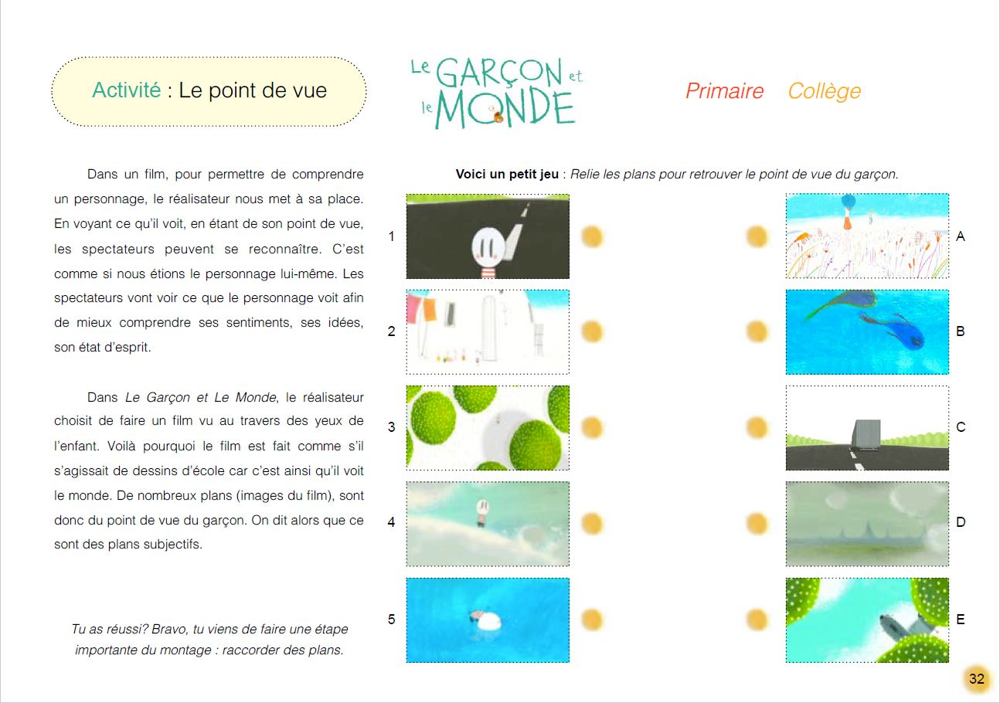 Activité : Le point de vue
Le GARÇON et
le MONDE
Primaire Collège
Dans un film, pour permettre de comprendre
un personnage, le réalisateur nous met à sa place.
En voyant ce qu'il voit, en étant de son point de vue,
les spectateurs peuvent se reconnaître. C'est
comme si nous étions le personnage lui-même. Les
spectateurs vont voir ce que le personnage voit afin
de mieux comprendre ses sentiments, ses idées,
son état d'esprit.
Dans Le Garçon et Le Monde, le réalisateur
choisit de faire un film vu au travers des yeux de
l'enfant. Voilà pourquoi le film est fait comme s'il
s'agissait de dessins d'école car c'est ainsi qu'il voit
le monde. De nombreux plans (images du film), sont
donc du point de vue du garçon. On dit alors que ce
sont des plans subjectifs.
Tu as réussi? Bravo, tu viens de faire une étape
importante du montage : raccorder des plans.
Voici un petit jeu : Relie les plans pour retrouver le point de vue du garçon.
1
A
2
B
3
C
4
D
5
E
32